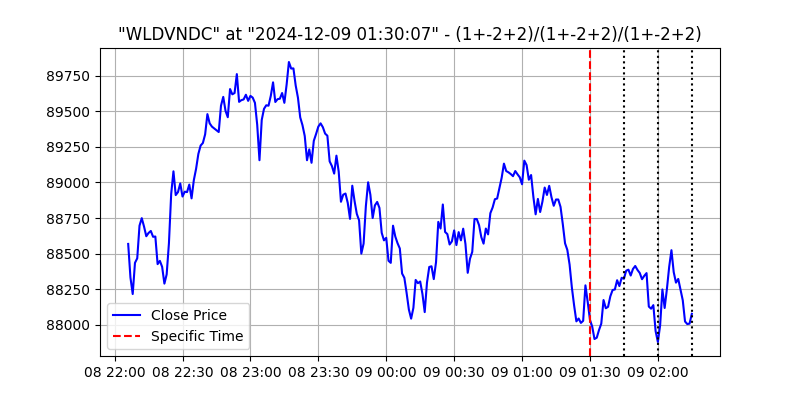 "WLDVNDC" at "2024-12-09 01:30:07" - (1+-2+2)/(1+-2+2)/(1+-2+2)
89750
89500
89250
89000
88750
88500
88250
88000
Close Price
Specific Time
08 22:00 08 22:30 08 23:00 08 23:30 09 00:00 09 00:30 09 01:00 09 01:30 09 02:00